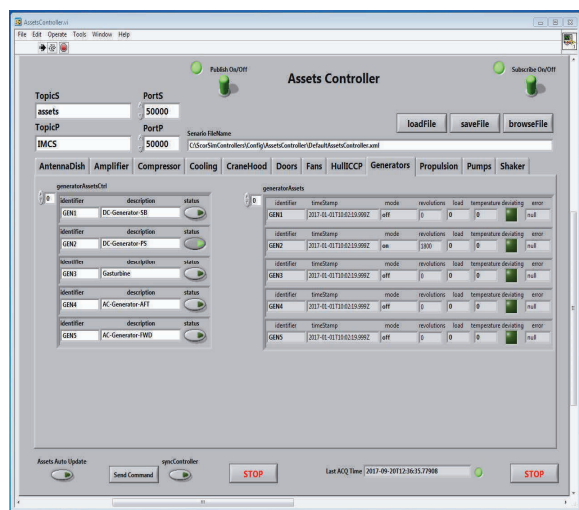 AssetsController.vi
File Edit Operate Tools Window Help
Publish On/Off
Subscribe On/Off
Assets Controller
TopicS PortS
assets 50000
TopicP PortP
IMCS 50000
loadFile saveFile browseFile
Senario FileName
C:\ScorSimControllers\Config\AssetsController\DefaultAssetsController.xml
AntennaDish Amplifier Compressor Cooling CraneHood Doors Fans HullICCP Generators Propulsion Pumps Shaker
generatorAssetsCtrl generatorAssets
0 identifier description status 0 identifier timeStamp mode revolutions load temperature deviating error
GEN1 DC-Generator-SB GEN1 2017-01-01T10:02:19.999Z off 0 0 0 null
identifier description status identifier timeStamp mode revolutions load temperature deviating error
GEN2 DC-Generator-PS GEN2 2017-01-01T10:02:19.999Z on 1800 0 0 null
identifier description status identifier timeStamp mode revolutions load temperature deviating error
GEN3 Gasturbine GEN3 2017-01-01T10:02:19.999Z off 0 0 0 null
identifier description status identifier timeStamp mode revolutions load temperature deviating error
GEN4 AC-Generator-AFT GEN4 2017-01-01T10:02:19.999Z off 0 0 0 null
identifier description status identifier timeStamp mode revolutions load temperature deviating error
GEN5 AC-Generator-FWD GEN5 2017-01-01T10:02:19.999Z off 0 0 0 null
Assets Auto Update syncController
Send Command STOP Last ACQ Time 2017-09-20T12:36:35.77908 STOP